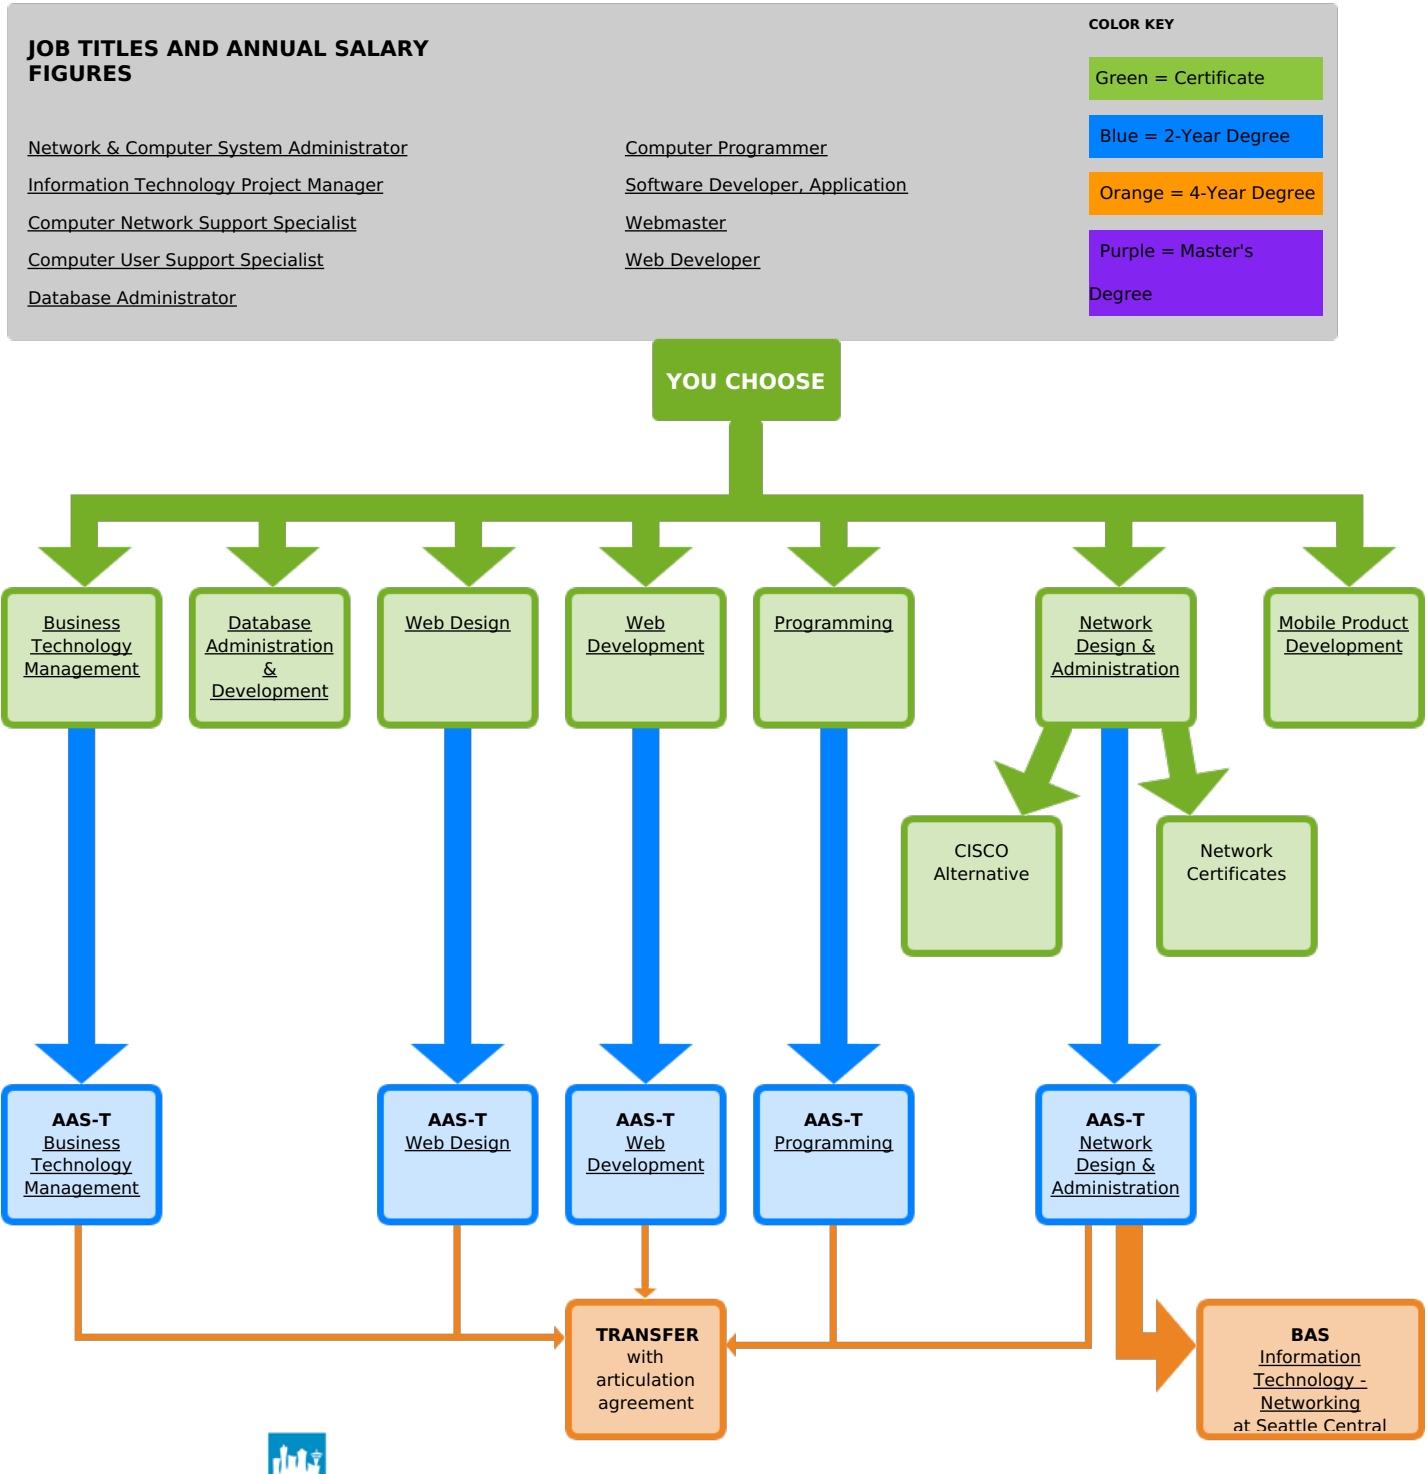 JOB TITLES AND ANNUAL SALARY
FIGURES
Network & Computer System Administrator
Information Technology Project Manager
Computer Network Support Specialist
Computer User Support Specialist
Database Administrator
Computer Programmer
Software Developer, Application
Webmaster
Web Developer
COLOR KEY
Green = Certificate
Blue = 2-Year Degree
Orange = 4-Year Degree
Purple = Master's
Degree
YOU CHOOSE
Business
Technology
Management
Database
Administration
&
Development
Web Design
Web
Development
Programming
Network
Design &
Administration
Mobile Product
Development
CISCO
Alternative
Network
Certificates
AAS-T
Business
Technology
Management
AAS-T
Web Design
AAS-T
Web
Development
AAS-T
Programming
AAS-T
Network
Design &
Administration
TRANSFER
with
articulation
agreement
BAS
Information
Technology -
Networking
at Seattle Central